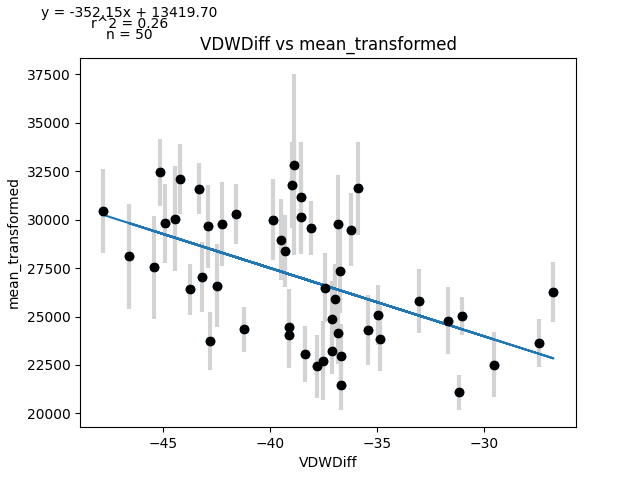 y = -352.15x + 13419.70
r^2 = 0.26
n = 50
VDWDiff vs mean_transformed
37500
35000
32500
30000
27500
25000
22500
20000
mean_transformed
−45
−40
−35
−30
VDWDiff